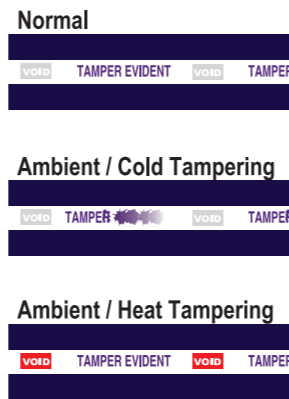 Normal
VOID TAMPER EVIDENT VOID TAMPER
Ambient / Cold Tampering
VOID TAMPER VOID TAMPER
Ambient / Heat Tampering
VOID TAMPER EVIDENT VOID TAMPER